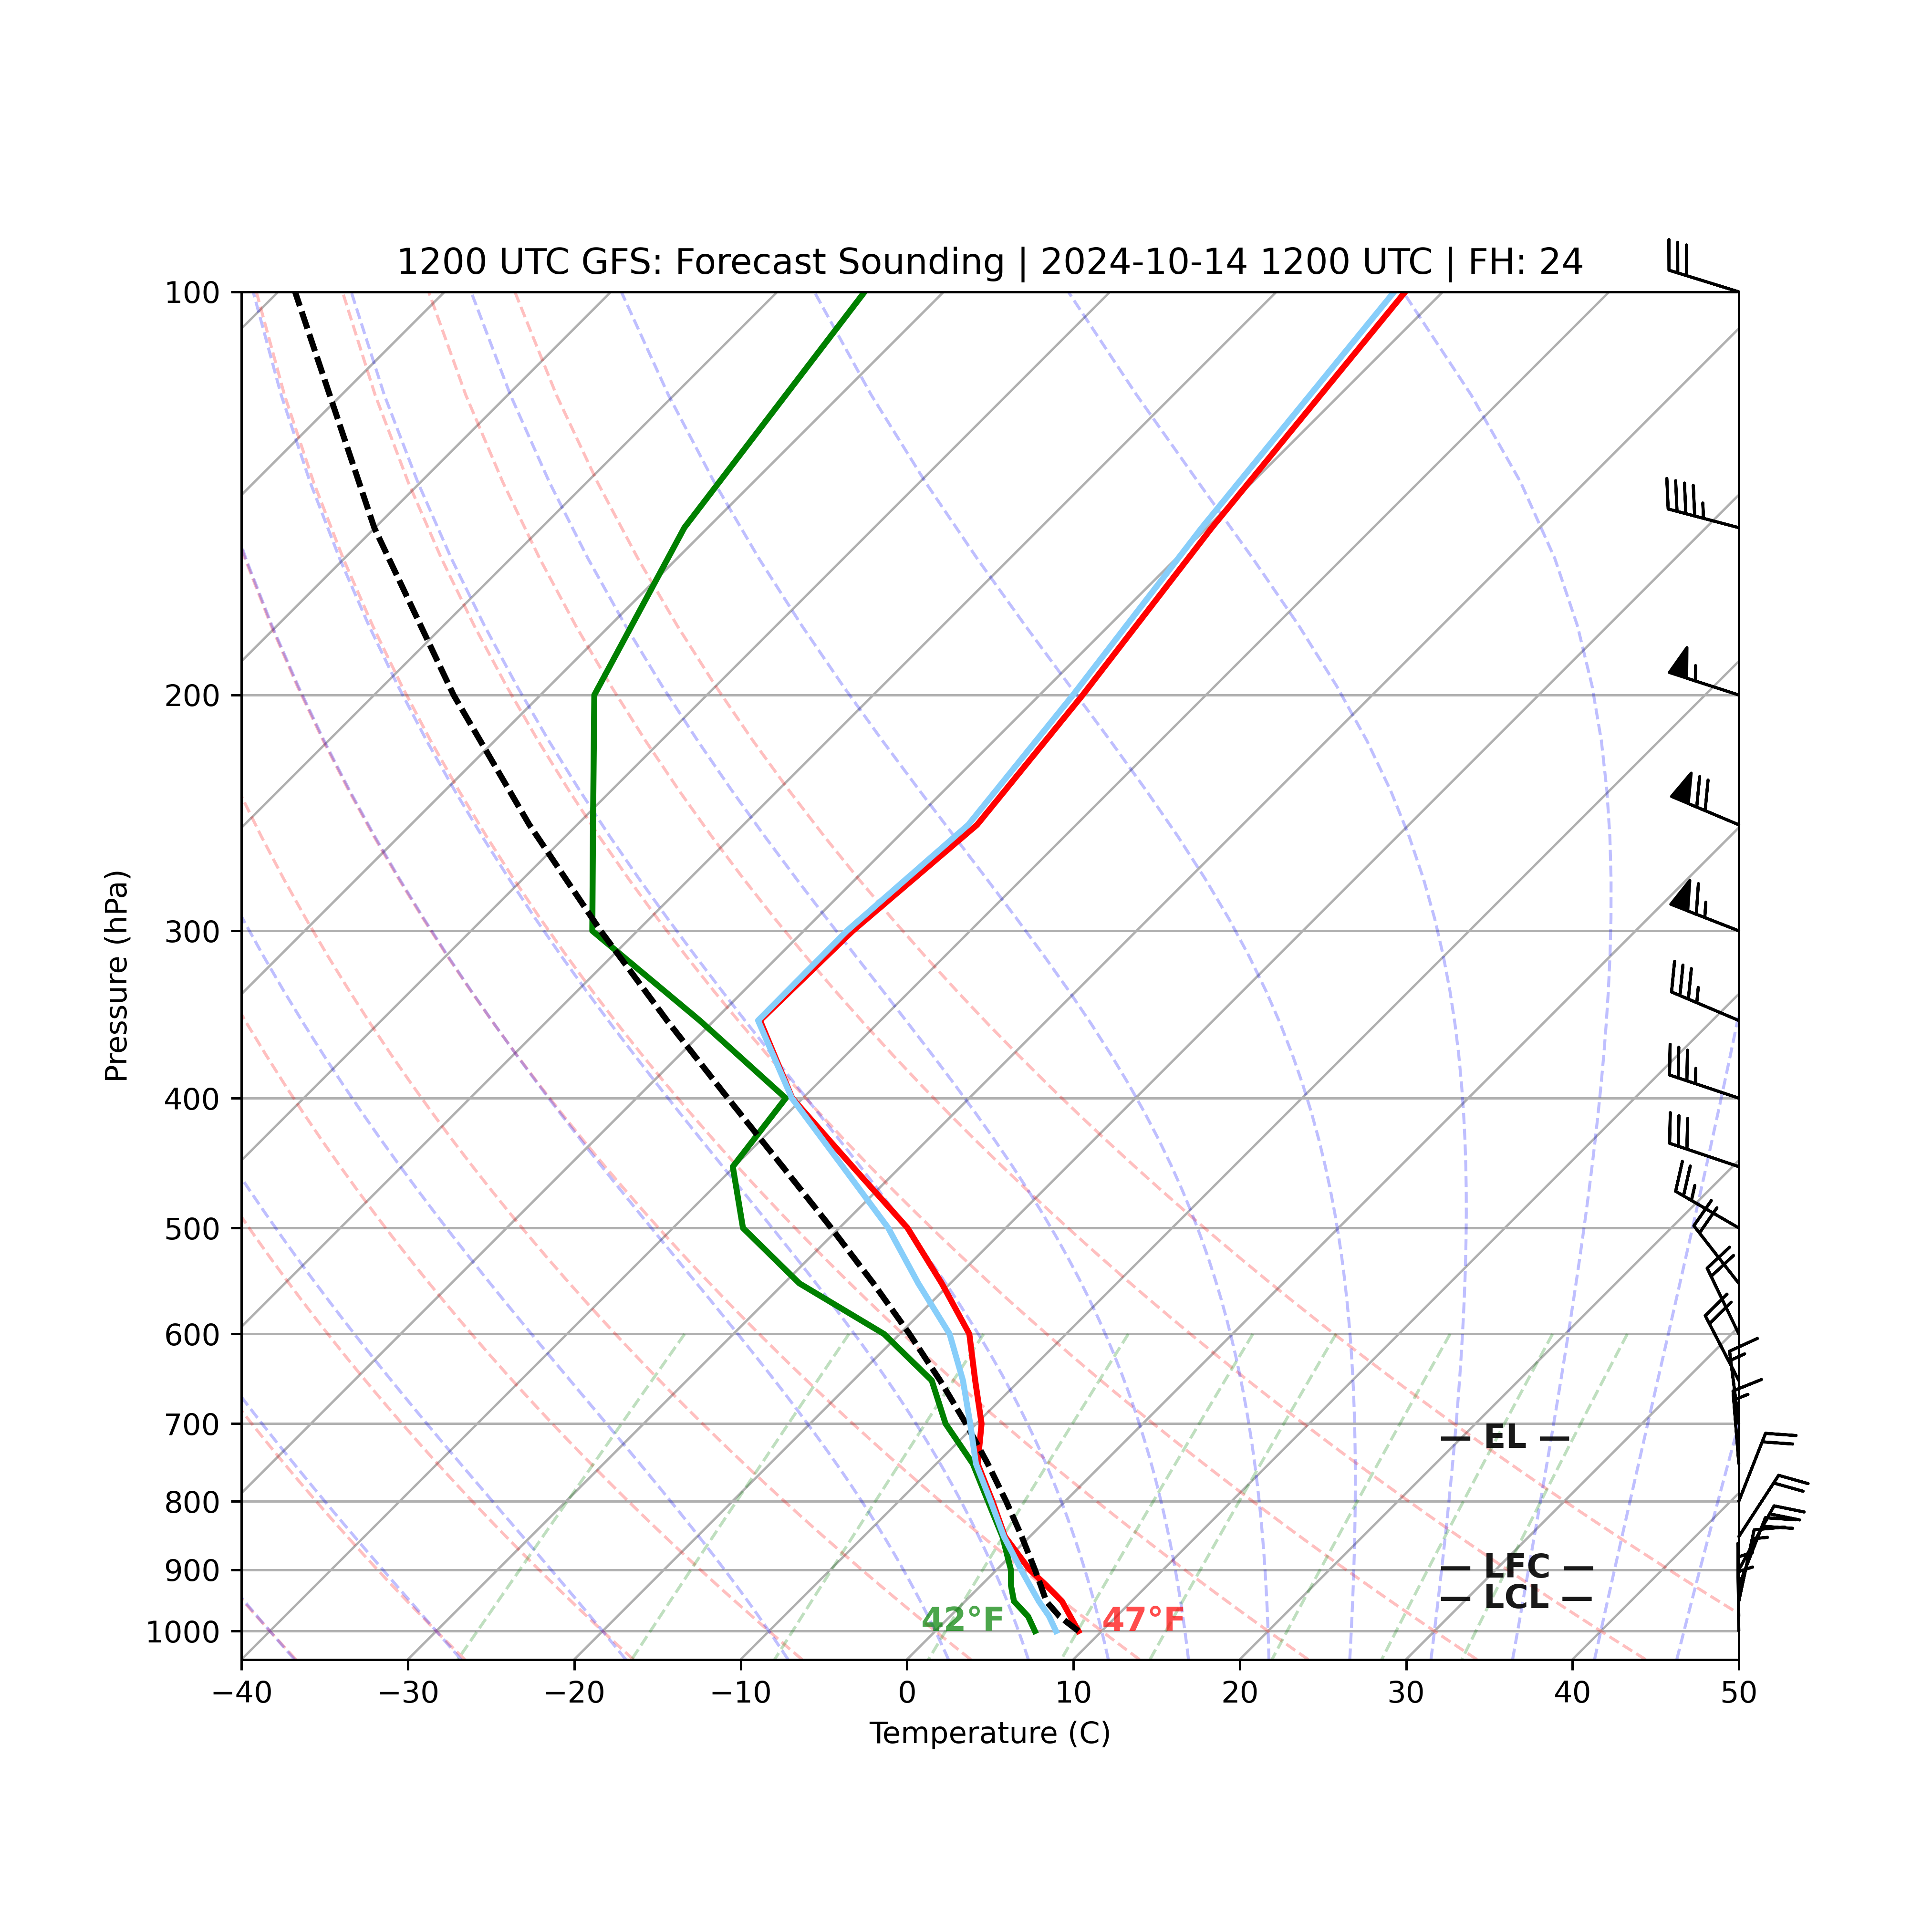 1200 UTC GFS: Forecast Sounding | 2024-10-14 1200 UTC | FH: 24
100
200
300
400
500
600
700
800
900
1000
Pressure (hPa)
— EL —
— LFC —
— LCL —
42°F
47°F
−40 −30 −20 −10 0 10 20 30 40 50
Temperature (C)